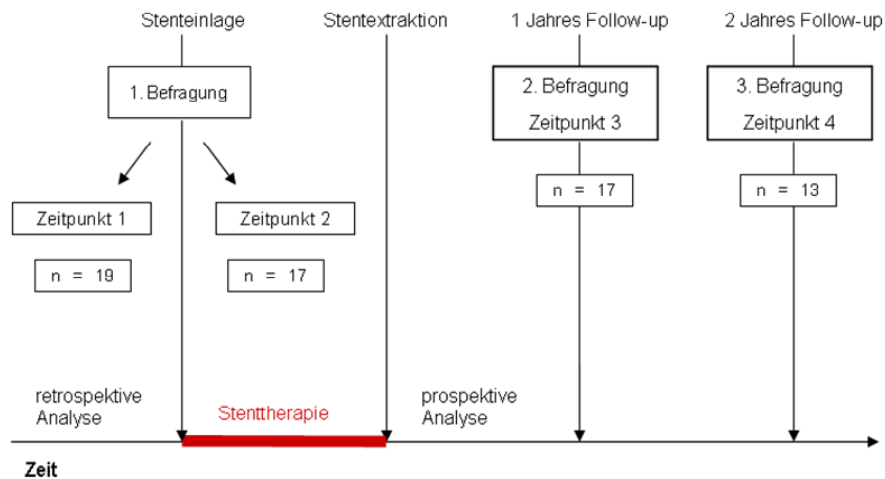 Stenteinlage
Stentextraktion
1 Jahres Follow-up
2 Jahres Follow-up
1. Befragung
2. Befragung
Zeitpunkt 3
3. Befragung
Zeitpunkt 4
n = 17
n = 13
Zeitpunkt 1
Zeitpunkt 2
n = 19
n = 17
retrospektive
Analyse
Stenttherapie
prospektive
Analyse
Zeit